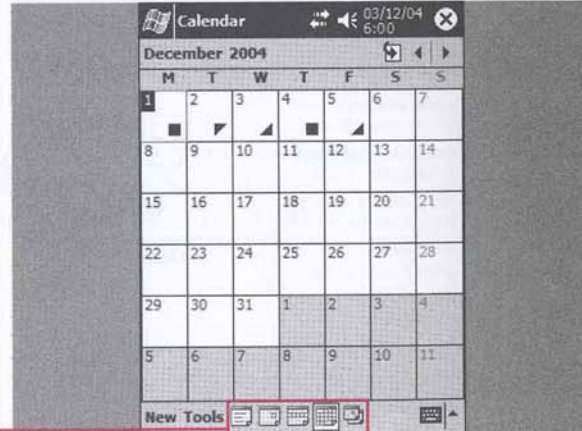 Calendar 03/12/04
6:00
December 2004
M T W T F S S
1 2 3 4 5 6 7
8 9 10 11 12 13 14
15 16 17 18 19 20 21
22 23 24 25 26 27 28
29 30 31 1 2 3 4
5 6 7 8 9 10 11
New Tools